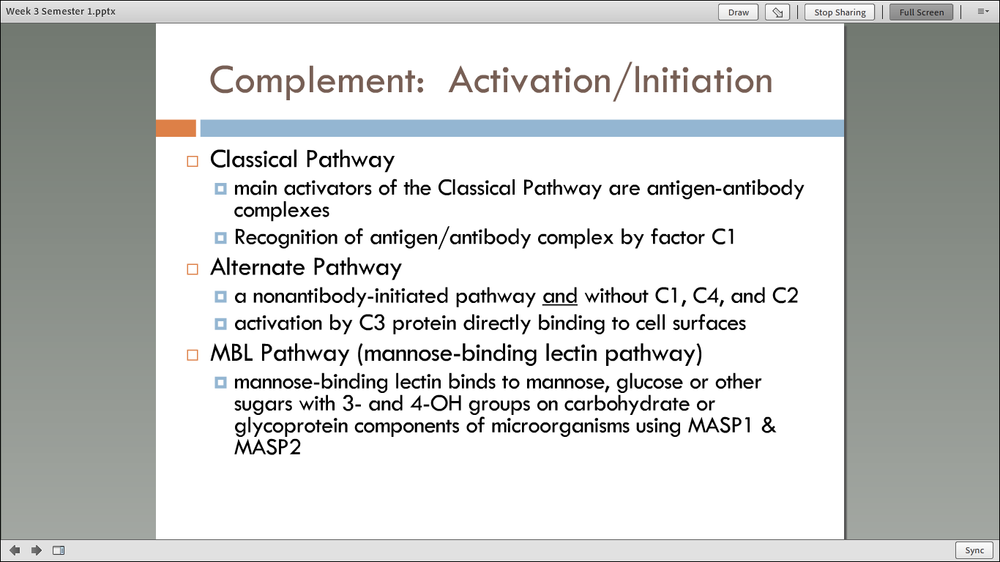 Week 3 Semester 1.pptx
Draw
Stop Sharing
Full Screen
Complement: Activation/Initiation
Classical Pathway
main activators of the Classical Pathway are antigen-antibody
complexes
Recognition of antigen/antibody complex by factor C1
Alternate Pathway
a nonantibody-initiated pathway and without C1, C4, and C2
activation by C3 protein directly binding to cell surfaces
MBL Pathway (mannose-binding lectin pathway)
mannose-binding lectin binds to mannose, glucose or other
sugars with 3- and 4-OH groups on carbohydrate or
glycoprotein components of microorganisms using MASP1 &
MASP2
Sync